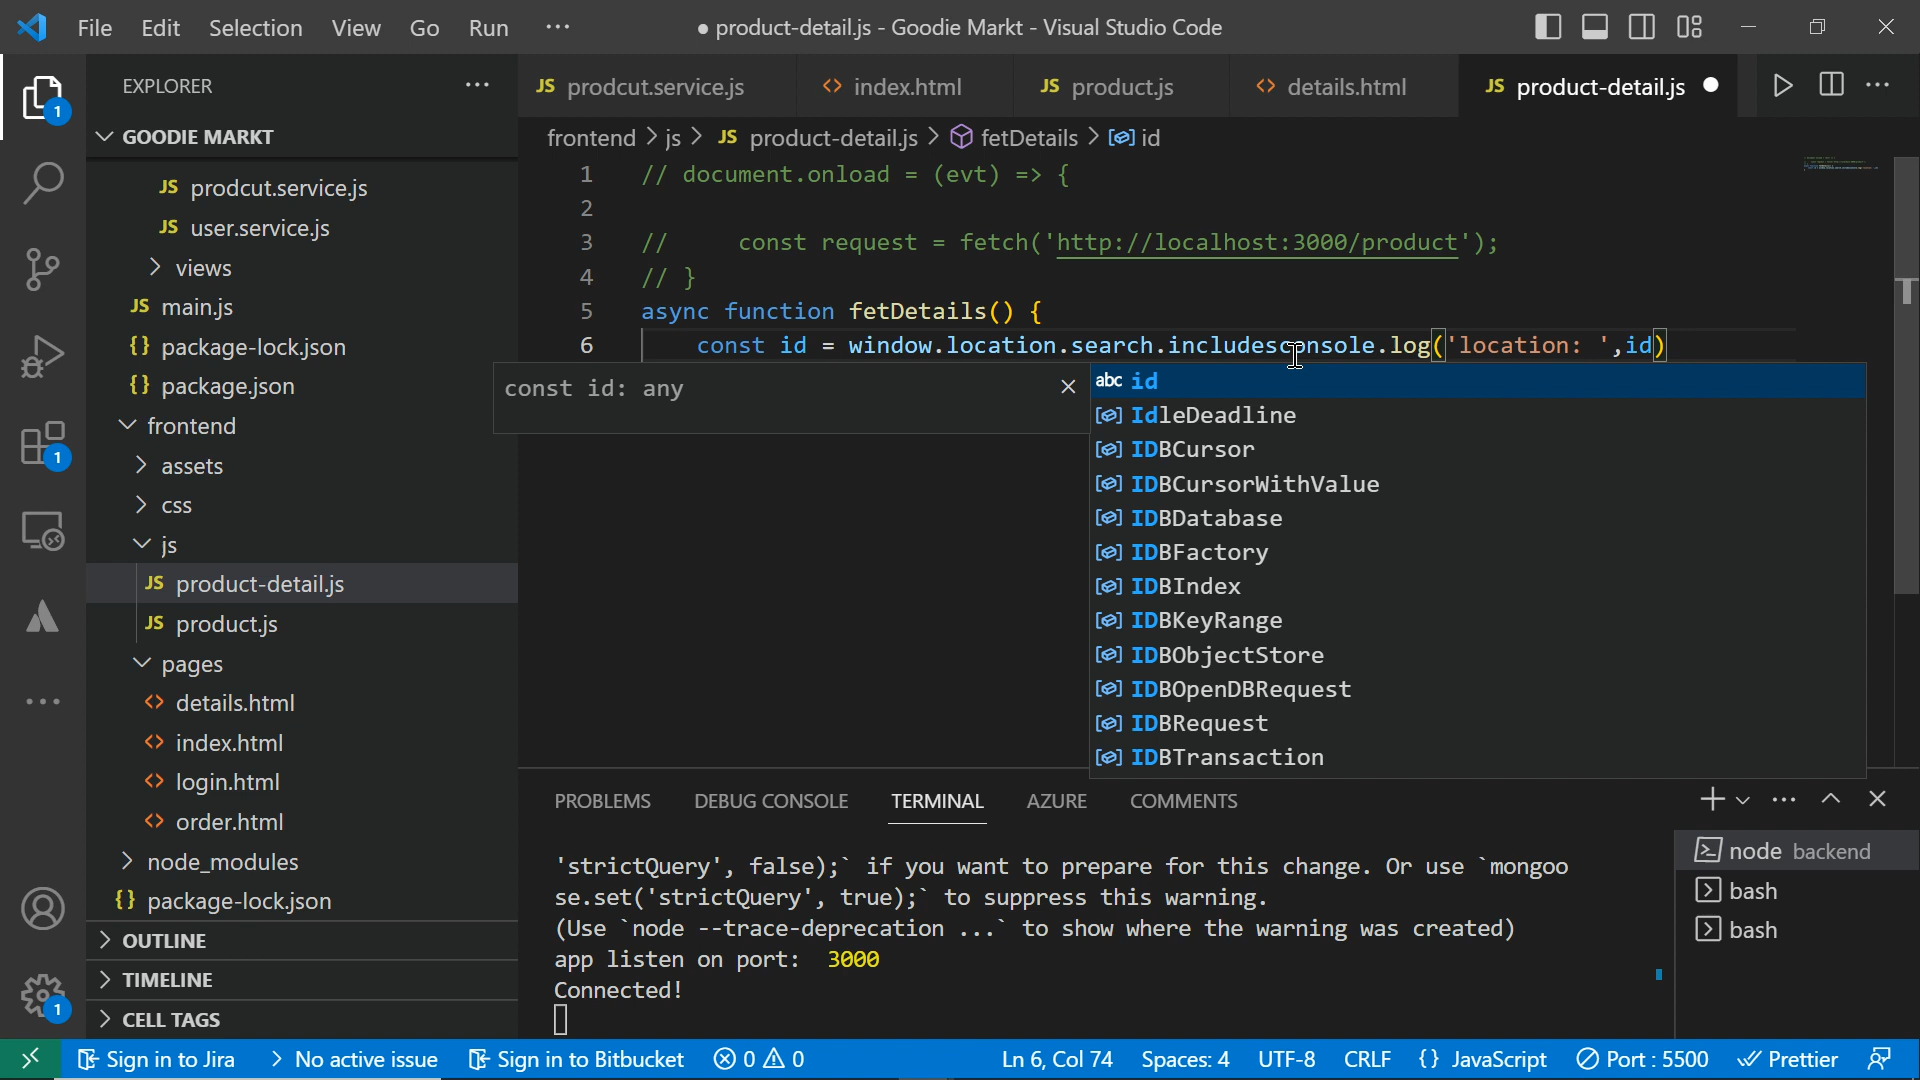 File Edit Selection View Go Run ···
● product-detail.js - Goodie Markt - Visual Studio Code
EXPLORER
GOODIE MARKT
JS prodcut.service.js
JS user.service.js
> views
JS main.js
{} package-lock.json
{} package.json
frontend
> assets
> css
js
JS product-detail.js
JS product.js
pages
<> details.html
<> index.html
<> login.html
<> order.html
> node_modules
{} package-lock.json
> OUTLINE
> TIMELINE
> CELL TAGS
1
1
1
JS prodcut.service.js <> index.html JS product.js <> details.html JS product-detail.js ●
frontend > js > JS product-detail.js > fetDetails > id
1 // document.onload = (evt) => {
2
3 //     const request = fetch('http://localhost:3000/product');
4 // }
5 async function fetDetails() {
6     const id = window.location.search.includesconsole.log('location: ',id)
const id: any
abc id
IdleDeadline
IDBCursor
IDBCursorWithValue
IDBDatabase
IDBFactory
IDBIndex
IDBKeyRange
IDBObjectStore
IDBOpenDBRequest
IDBRequest
IDBTransaction
PROBLEMS DEBUG CONSOLE TERMINAL AZURE COMMENTS
'strictQuery', false);` if you want to prepare for this change. Or use `mongoo
se.set('strictQuery', true);` to suppress this warning.
(Use `node --trace-deprecation ...` to show where the warning was created)
app listen on port:  3000
Connected!
node backend
bash
bash
Sign in to Jira > No active issue Sign in to Bitbucket 0 0 Ln 6, Col 74 Spaces: 4 UTF-8 CRLF {} JavaScript Port : 5500 Prettier